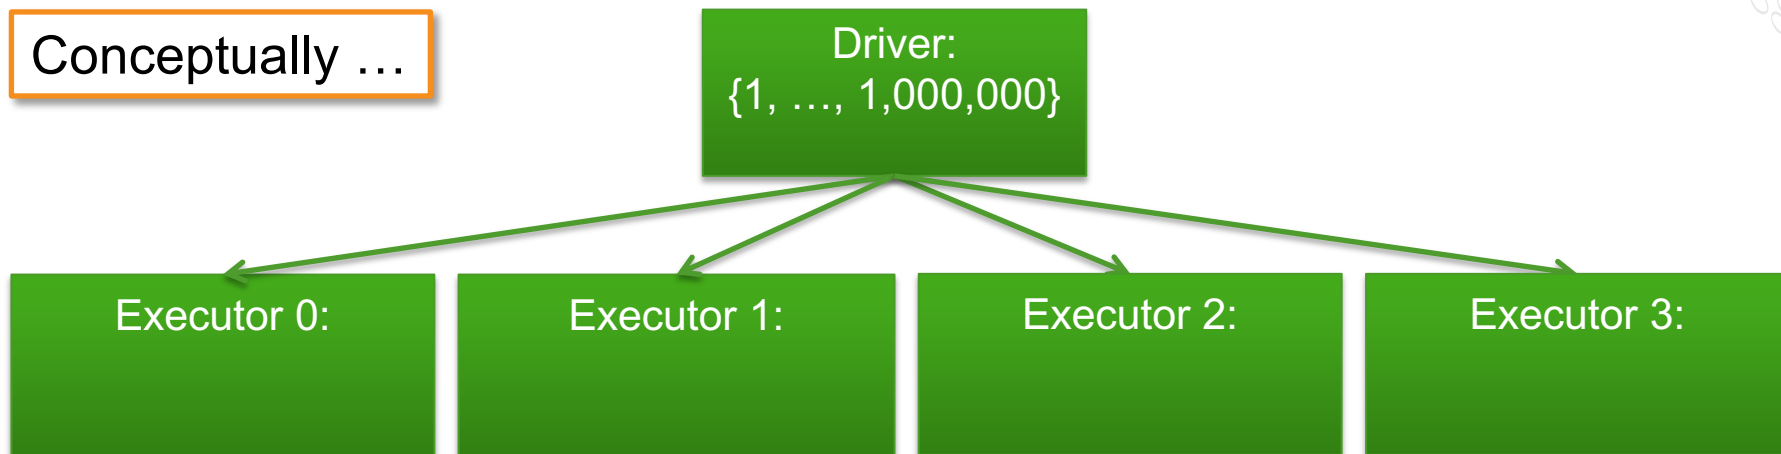 Conceptually …
Driver:
{1, …, 1,000,000}
Executor 0:
Executor 1:
Executor 2:
Executor 3: